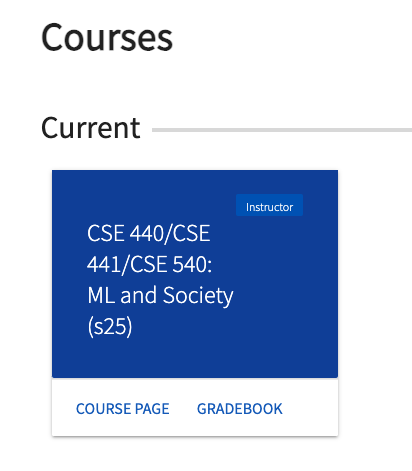 Courses
Current
Instructor
CSE 440/CSE
441/CSE 540:
ML and Society
(s25)
COURSE PAGE GRADEBOOK